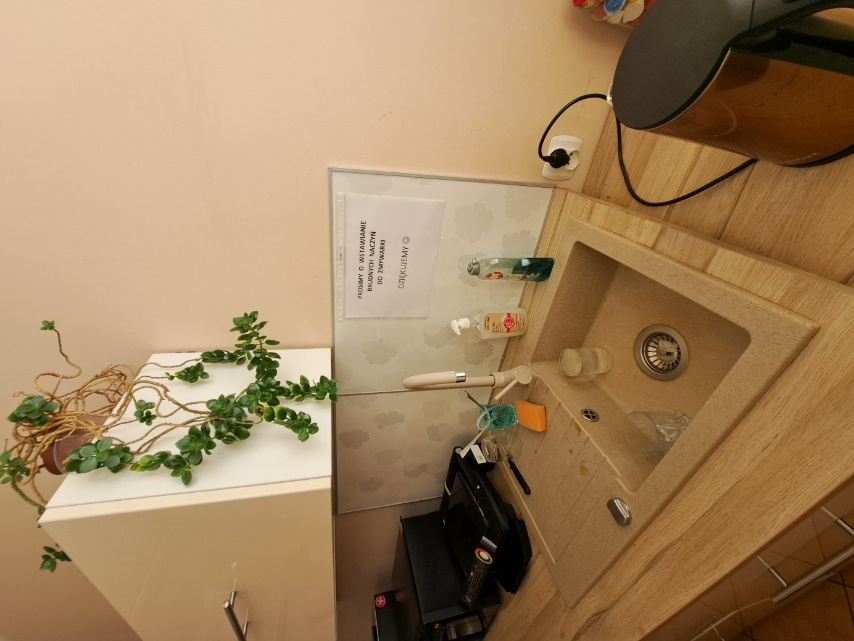 PROSIMY O WSTAWIANIE
BRUDNYCH NACZYŃ
DO ZMYWARKI
DZIĘKUJEMY ☺